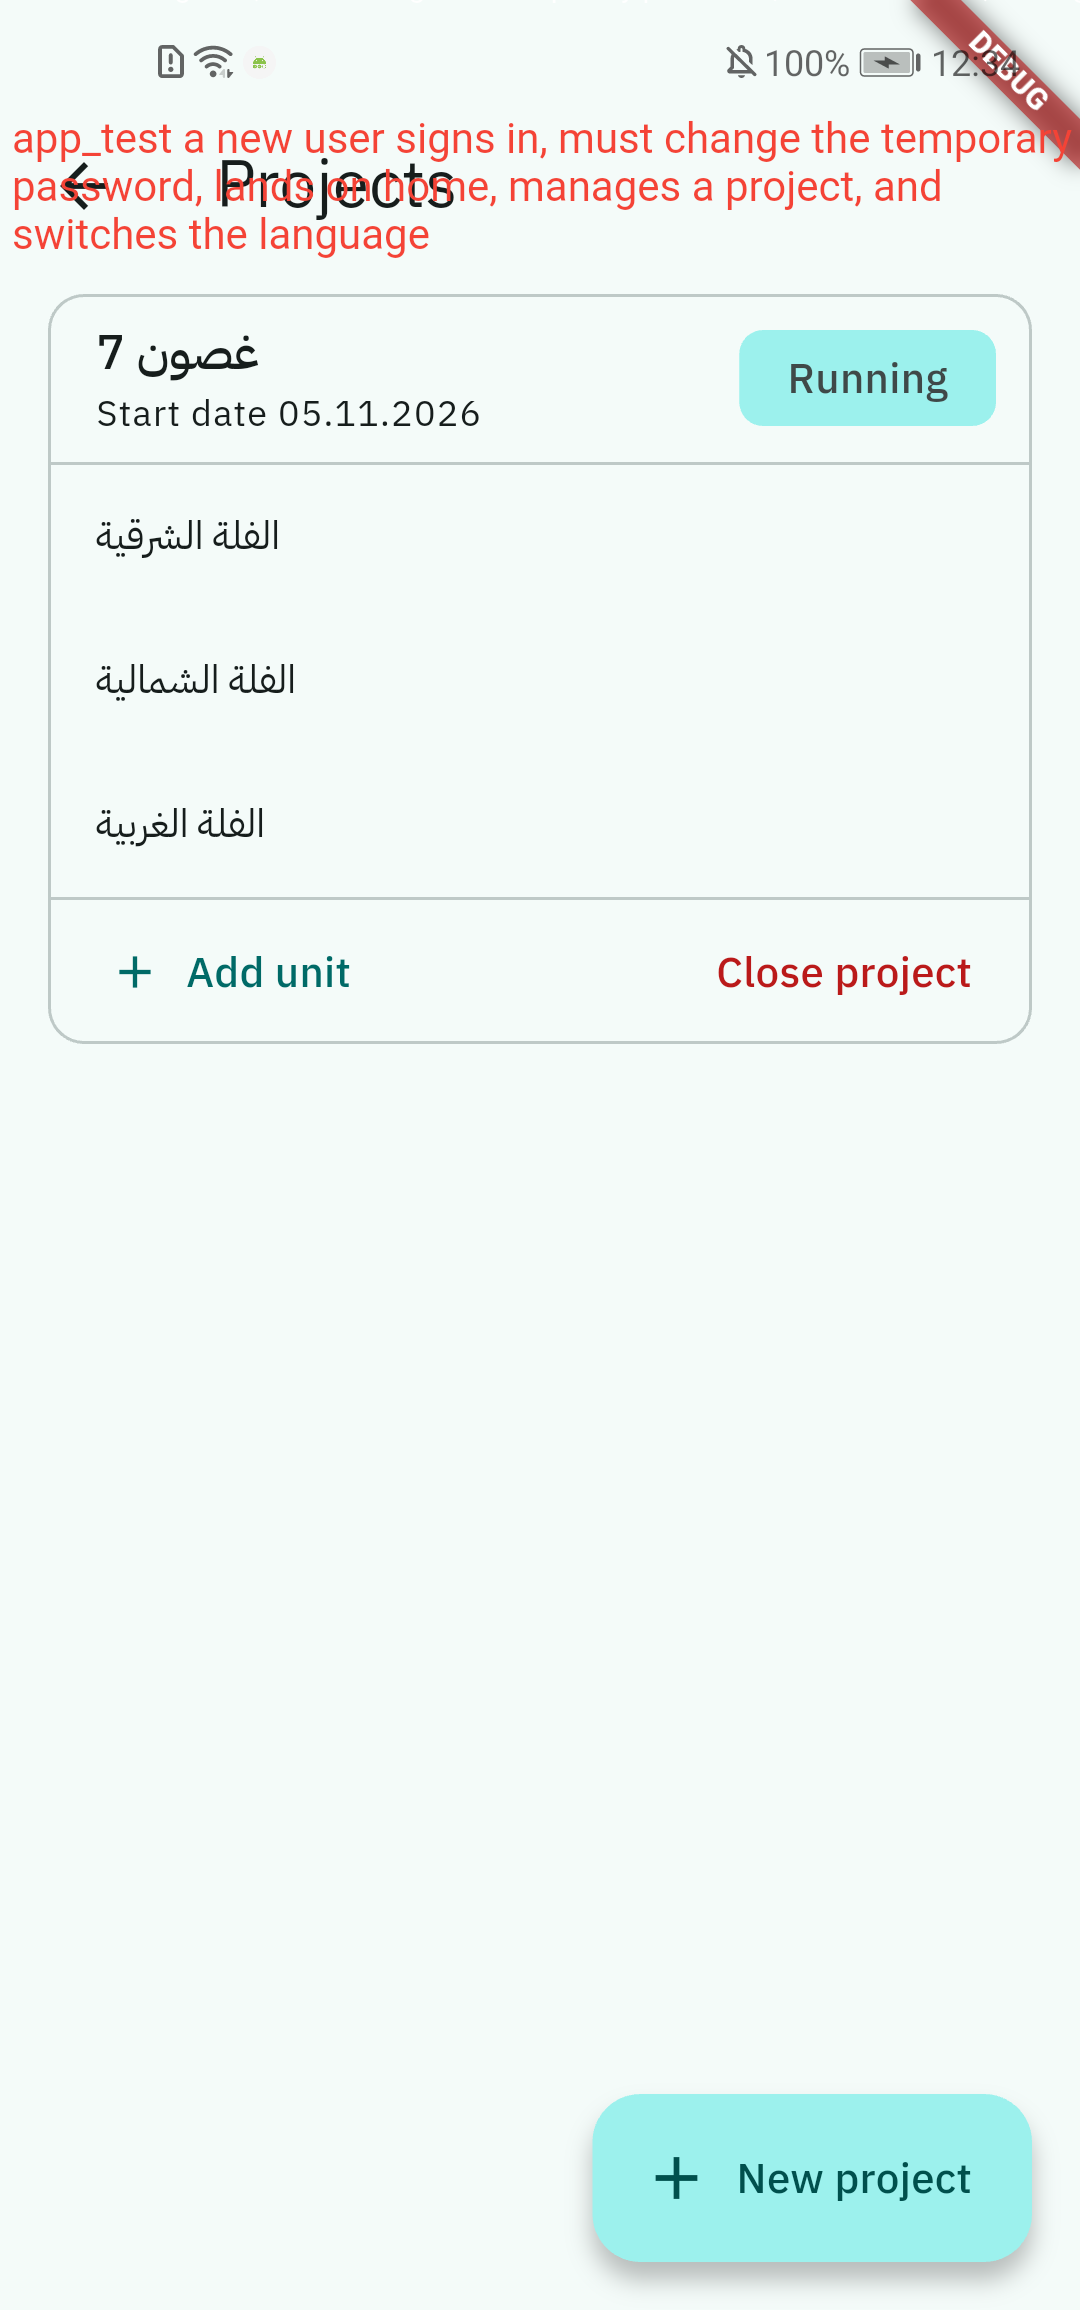 100%
DEBUG
app_test a new user signs in, must change the temporary
password, lands on home, manages a project, and
switches the language
Projects
غصون 7
Start date 05.11.2026
Running
الفلة الشرقية
الفلة الشمالية
الفلة الغربية
+ Add unit
Close project
+ New project